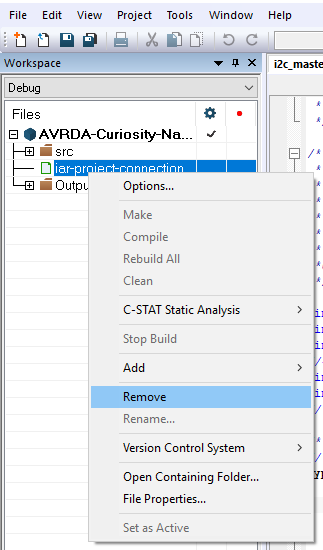 File Edit View Project Tools Window Help
Workspace
i2c_maste
Debug
Files
AVRDA-Curiosity-Na...
src
iar-project-connection
Outpu
Options...
Make
Compile
Rebuild All
Clean
C-STAT Static Analysis
Stop Build
Add
Remove
Rename...
Version Control System
Open Containing Folder...
File Properties...
Set as Active